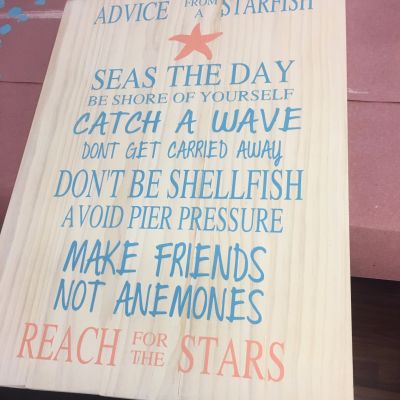 ADVICE FROM A STARFISH
SEAS THE DAY
BE SHORE OF YOURSELF
CATCH A WAVE
DONT GET CARRIED AWAY
DON'T BE SHELLFISH
AVOID PIER PRESSURE
MAKE FRIENDS
NOT ANEMONES
REACH FOR THE STARS